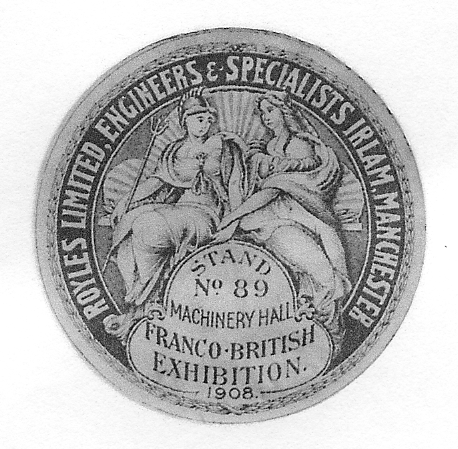 ROYLES LIMITED, ENGINEERS & SPECIALISTS IRLAM, MANCHESTER
STAND
No 89
MACHINERY HALL
FRANCO-BRITISH
EXHIBITION.
1908.